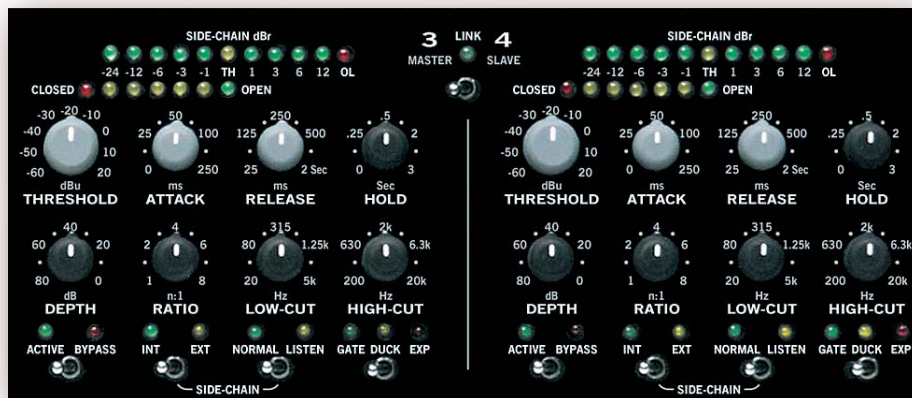 SIDE-CHAIN dBr
-24 -12 -6 -3 -1 TH 1 3 6 12 OL
CLOSED OPEN
-60 -50 -40 -30 -20 -10 0 10 20
dBu
THRESHOLD
0 25 50 100 250
ms
ATTACK
25 125 250 500 2 Sec
ms
RELEASE
0 .25 .5 2 3
Sec
HOLD
80 60 40 20 0
dB
DEPTH
1 2 4 6 8
n:1
RATIO
20 80 315 1.25k 5k
Hz
LOW-CUT
200 630 2k 6.3k 20k
Hz
HIGH-CUT
ACTIVE BYPASS
INT EXT
NORMAL LISTEN
GATE DUCK EXP
SIDE-CHAIN
3 LINK 4
MASTER SLAVE
SIDE-CHAIN dBr
-24 -12 -6 -3 -1 TH 1 3 6 12 OL
CLOSED OPEN
-60 -50 -40 -30 -20 -10 0 10 20
dBu
THRESHOLD
0 25 50 100 250
ms
ATTACK
25 125 250 500 2 Sec
ms
RELEASE
0 .25 .5 2 3
Sec
HOLD
80 60 40 20 0
dB
DEPTH
1 2 4 6 8
n:1
RATIO
20 80 315 1.25k 5k
Hz
LOW-CUT
200 630 2k 6.3k 20k
Hz
HIGH-CUT
ACTIVE BYPASS
INT EXT
NORMAL LISTEN
GATE DUCK EXP
SIDE-CHAIN